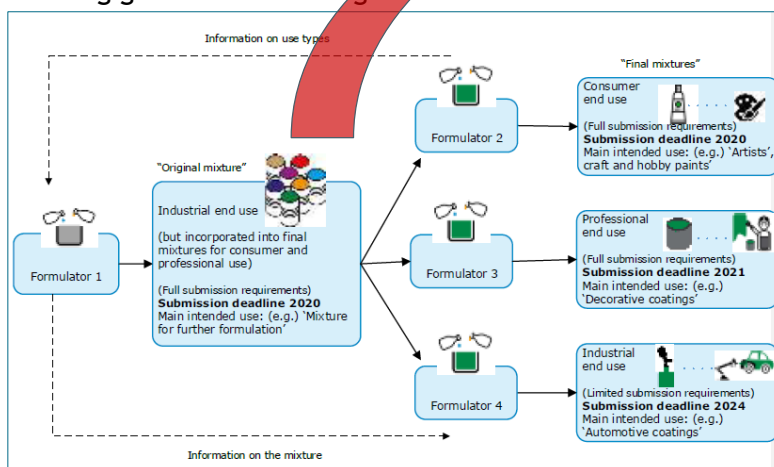 Information on use types
"Final mixtures"
Consumer
end use
(Full submission requirements)
Submission deadline 2020
Main intended use: (e.g.) 'Artists',
craft and hobby paints'
Formulator 2
"Original mixture"
Industrial end use
(but incorporated into final
mixtures for consumer and
professional use)
(Full submission requirements)
Submission deadline 2020
Main intended use: (e.g.) 'Mixture
for further formulation'
Formulator 1
Formulator 3
Professional
end use
(Full submission requirements)
Submission deadline 2021
Main intended use: (e.g.)
'Decorative coatings'
Formulator 4
Industrial
end use
(Limited submission requirements)
Submission deadline 2024
Main intended use: (e.g.)
'Automotive coatings'
Information on the mixture